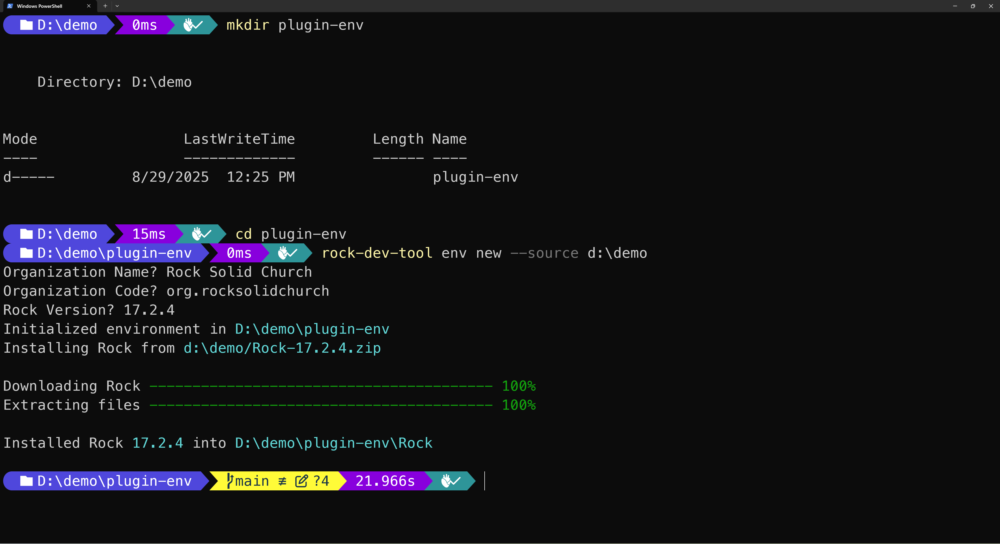 Windows PowerShell
D:\demo 0ms mkdir plugin-env
Directory: D:\demo
Mode LastWriteTime Length Name
---- ------------- ------ ----
d----- 8/29/2025 12:25 PM plugin-env
D:\demo 15ms cd plugin-env
D:\demo\plugin-env 0ms rock-dev-tool env new --source d:\demo
Organization Name? Rock Solid Church
Organization Code? org.rocksolidchurch
Rock Version? 17.2.4
Initialized environment in D:\demo\plugin-env
Installing Rock from d:\demo/Rock-17.2.4.zip
Downloading Rock ---------------------------------------- 100%
Extracting files ---------------------------------------- 100%
Installed Rock 17.2.4 into D:\demo\plugin-env\Rock
D:\demo\plugin-env main ≢ ?4 21.966s